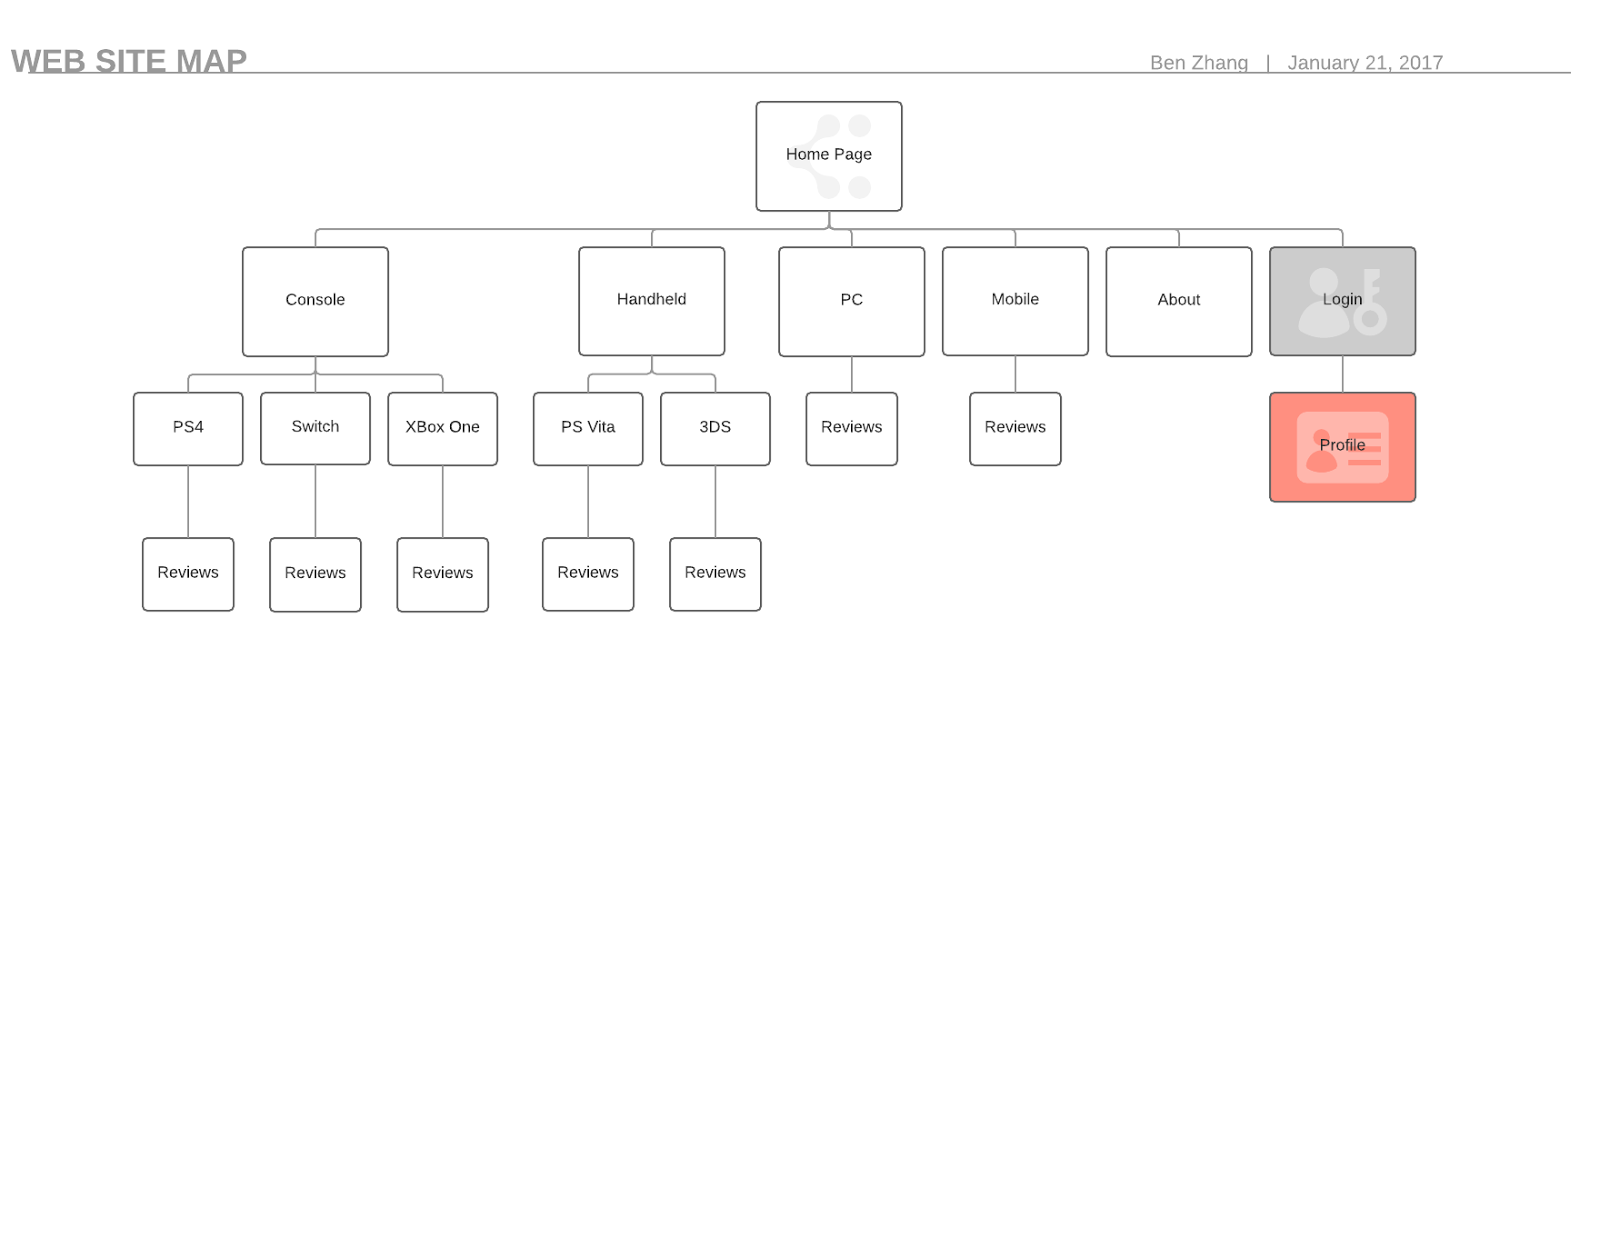 WEB SITE MAP
Ben Zhang | January 21, 2017
Home Page
Console
Handheld
PC
Mobile
About
Login
PS4
Switch
XBox One
PS Vita
3DS
Reviews
Reviews
Profile
Reviews
Reviews
Reviews
Reviews
Reviews